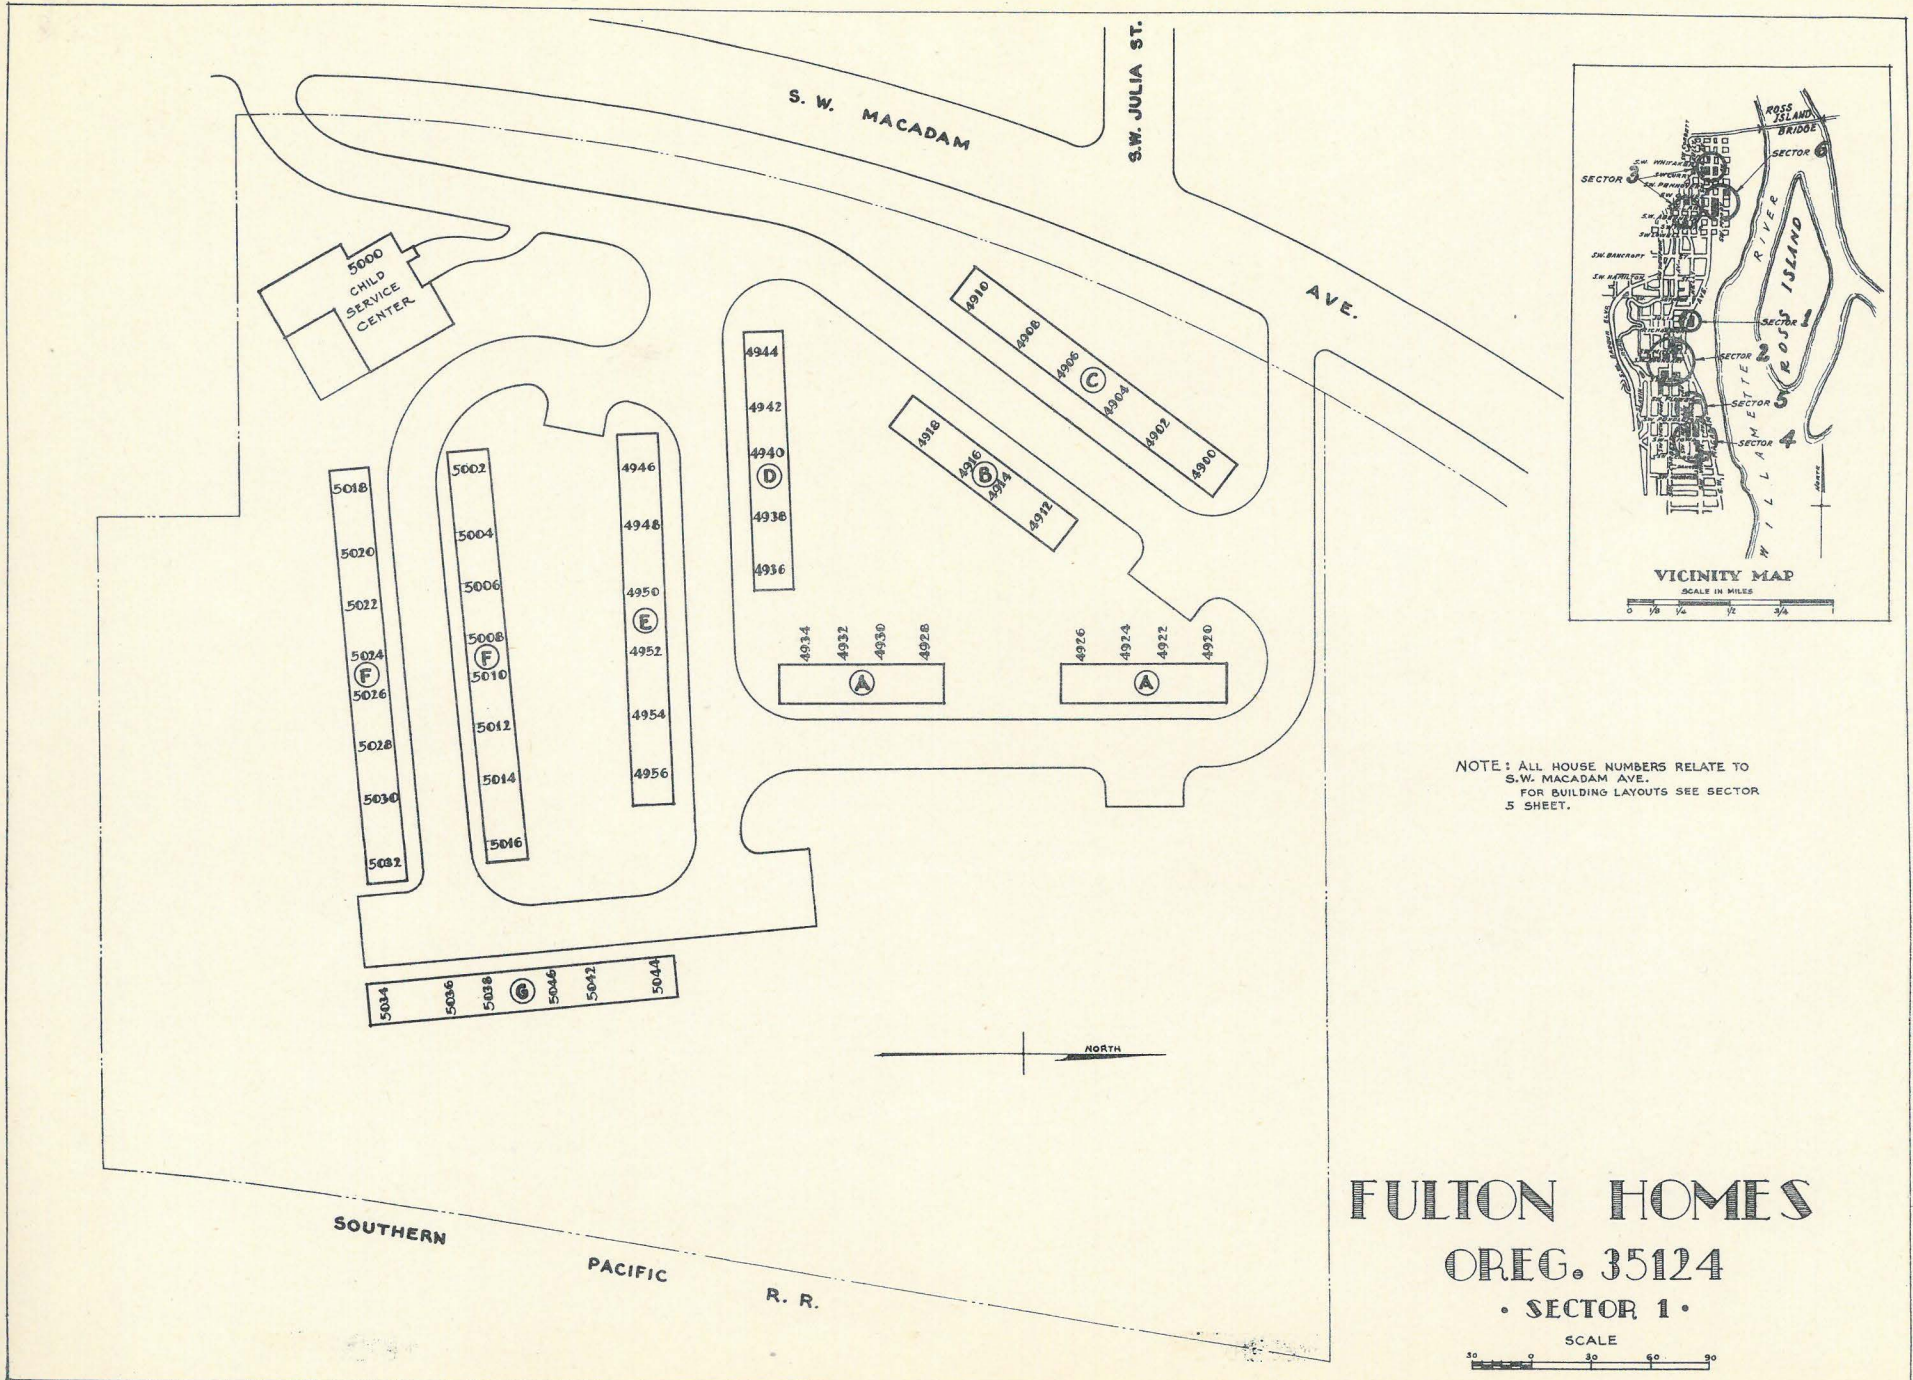 S. W. MACADAM AVE.
S.W. JULIA ST.
5000
CHILD
SERVICE
CENTER
4910
4908
4906
C
4904
4902
4900
4918
4916
B
4914
4912
4944
4942
4940
D
4938
4936
4946
4948
4950
E
4952
4954
4956
5002
5004
5006
5008
F
5010
5012
5014
5016
5018
5020
5022
5024
F
5026
5028
5030
5032
4934 4932 4930 4928
A
4926 4924 4922 4920
A
5034 5036 5038 G 5046 5042 5044
NORTH
SOUTHERN PACIFIC R. R.
ROSS
ISLAND
BRIDGE
SECTOR 6
S.W. WHITAKER
S.W. CURRY
SECTOR 3
S.W. BANCROFT
S.W. HAMILTON
RIVER
ROSS ISLAND
SECTOR 1
SECTOR 2
SECTOR 5
SECTOR 4
WILLAMETTE
NORTH
VICINITY MAP
SCALE IN MILES
0 1/8 1/4 1/2 3/4 1
NOTE: ALL HOUSE NUMBERS RELATE TO
S.W. MACADAM AVE.
FOR BUILDING LAYOUTS SEE SECTOR
5 SHEET.
FULTON HOMES
OREG. 35124
• SECTOR 1 •
SCALE
30 0 30 60 90